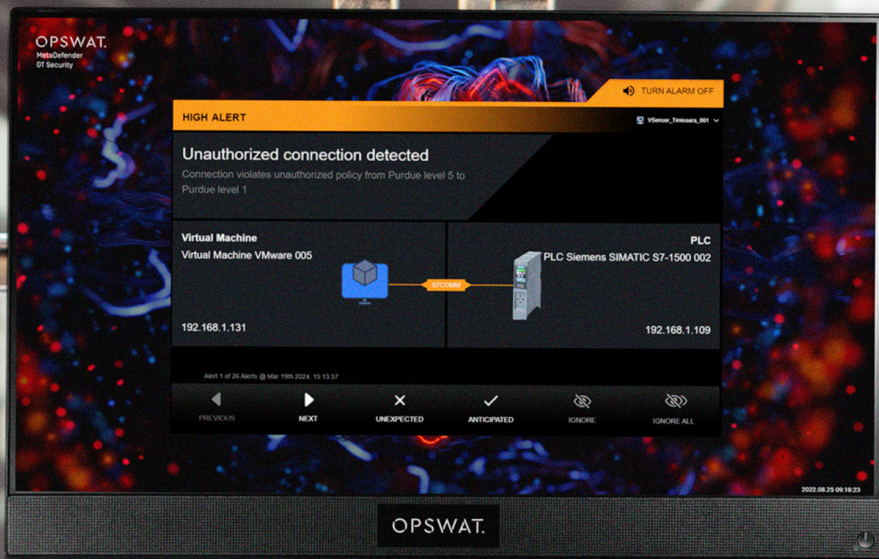 OPSWAT.
MetaDefender
OT Security
TURN ALARM OFF
HIGH ALERT
VSensor_Timisoara_001
Unauthorized connection detected
Connection violates unauthorized policy from Purdue level 5 to
Purdue level 1
Virtual Machine
Virtual Machine VMware 005
192.168.1.131
S7COMM
PLC
PLC Siemens SIMATIC S7-1500 002
192.168.1.109
Alert 1 of 26 Alerts @ Mar 19th 2024, 15:13:57
PREVIOUS
NEXT
UNEXPECTED
ANTICIPATED
IGNORE
IGNORE ALL
2022.08.25 09:18:23
OPSWAT.